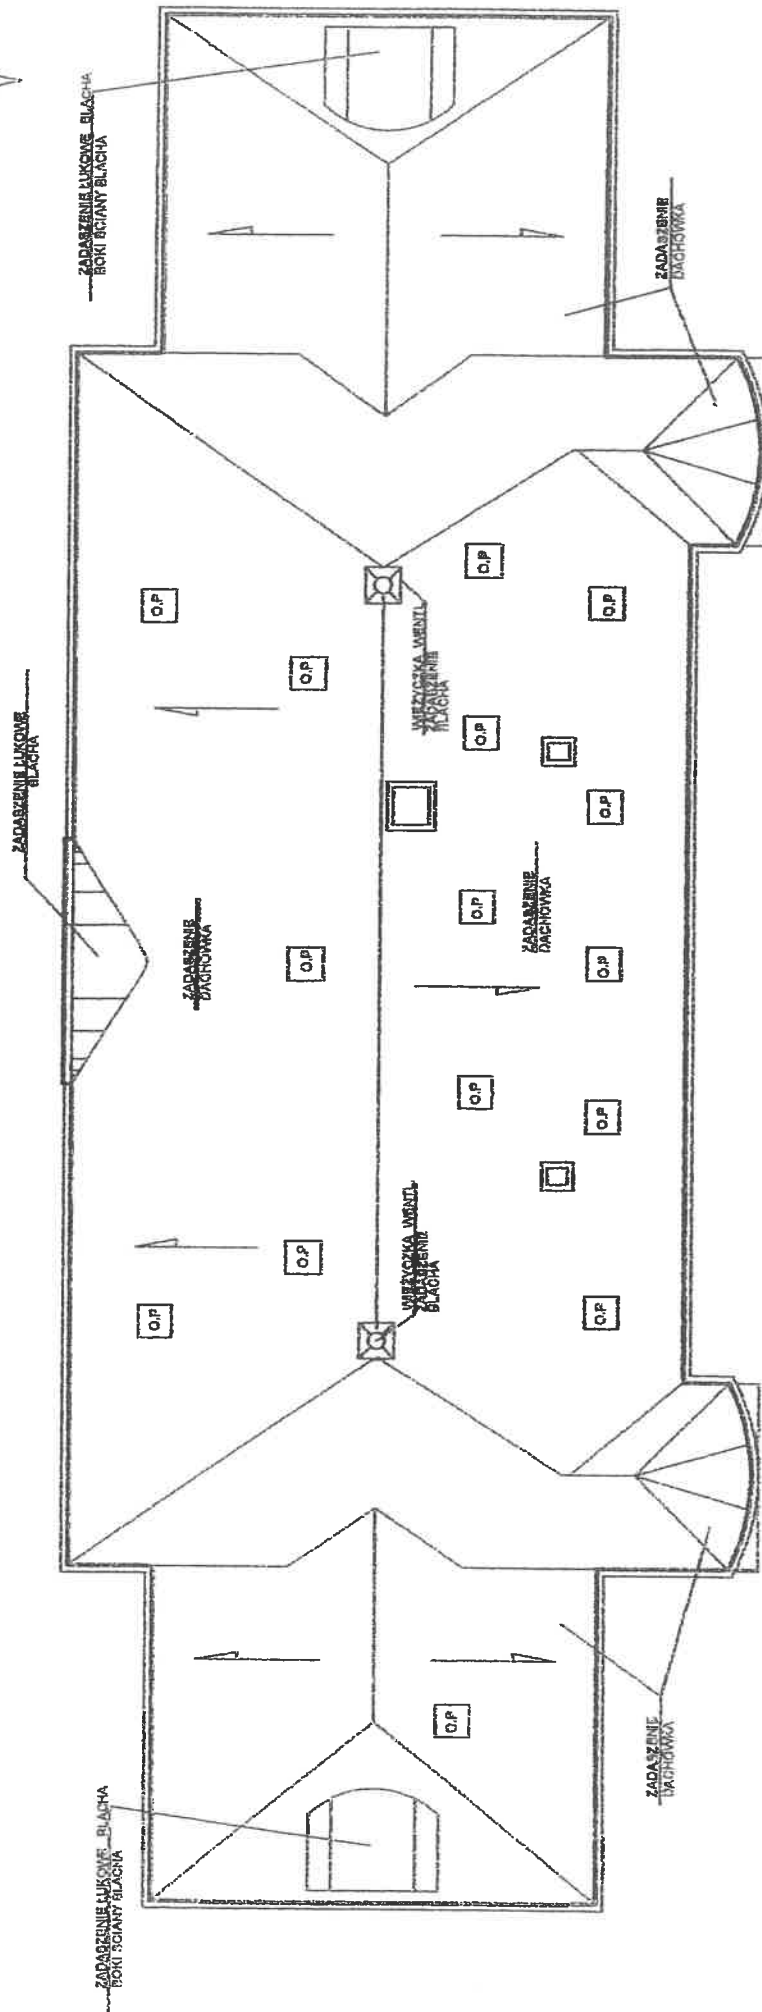 ZADASZENIE ŁUKOWE BLACHA
BOKI ŚCIANY BLACHA
ZADASZENIE
DACHÓWKA
O.P
O.P
O.P
O.P
WIEŻYCZKA WENTL.
ZADASZENIE
BLACHA
O.P
O.P
ZADASZENIE ŁUKOWE
BLACHA
ZADASZENIE
DACHÓWKA
O.P
O.P
ZADASZENIE
DACHÓWKA
O.P
O.P
O.P
WIEŻYCZKA WENTL.
ZADASZENIE
BLACHA
O.P
O.P
O.P
O.P
ZADASZENIE
DACHÓWKA
ZADASZENIE ŁUKOWE BLACHA
BOKI ŚCIANY BLACHA